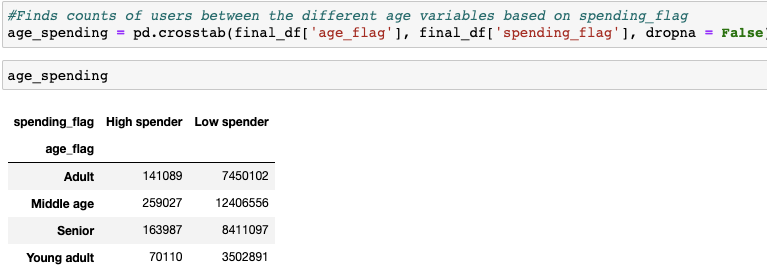 #Finds counts of users between the different age variables based on spending_flag
age_spending = pd.crosstab(final_df['age_flag'], final_df['spending_flag'], dropna = False)
age_spending
spending_flag High spender Low spender
age_flag
Adult 141089 7450102
Middle age 259027 12406556
Senior 163987 8411097
Young adult 70110 3502891